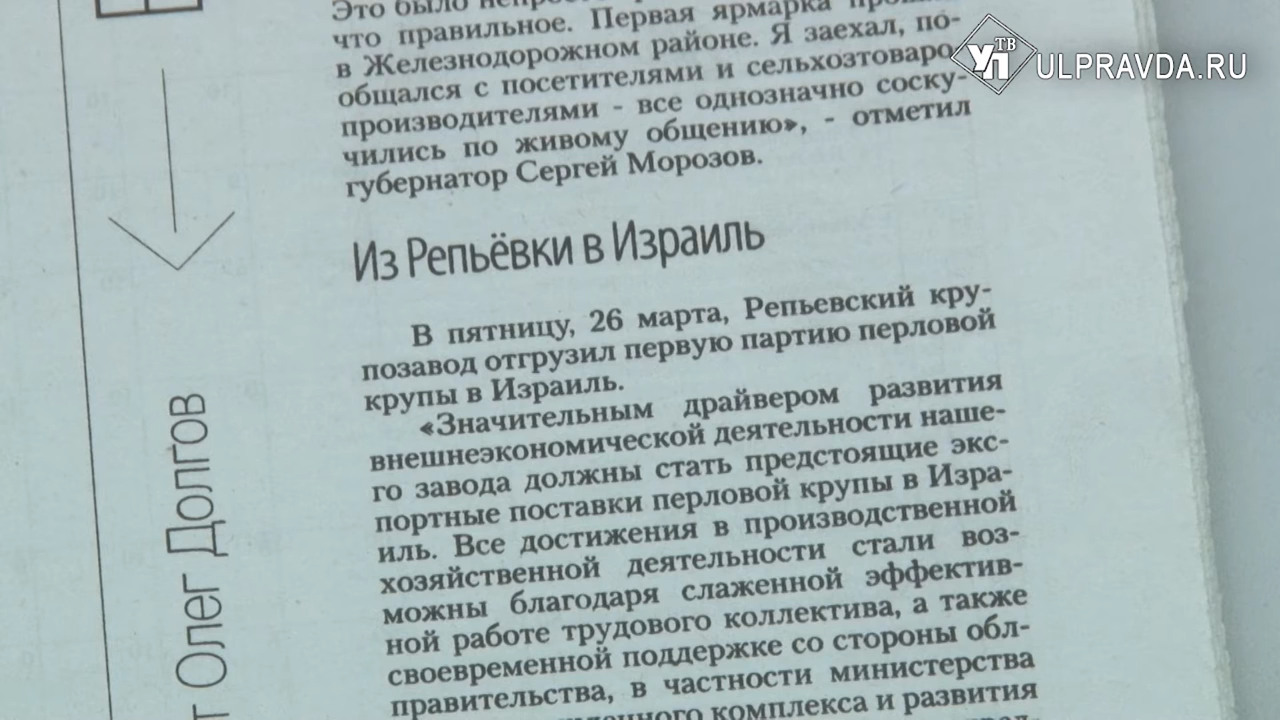 Это было
что правильное. Первая ярмарка
в Железнодорожном районе. Я заехал, по-
общался с посетителями и сельхозтоваро-
производителями - все однозначно соску-
чились по живому общению», - отметил
губернатор Сергей Морозов.
Из Репьёвки в Израиль
В пятницу, 26 марта, Репьевский кру-
позавод отгрузил первую партию перловой
крупы в Израиль.
«Значительным драйвером развития
внешнеэкономической деятельности наше-
го завода должны стать предстоящие экс-
портные поставки перловой крупы в Изра-
иль. Все достижения в производственной
хозяйственной деятельности стали воз-
можны благодаря слаженной эффектив-
ной работе трудового коллектива, а также
своевременной поддержке со стороны обл-
правительства, в частности министерства
комплекса и развития
Олег Долгов
УП ТВ ULPRAVDA.RU